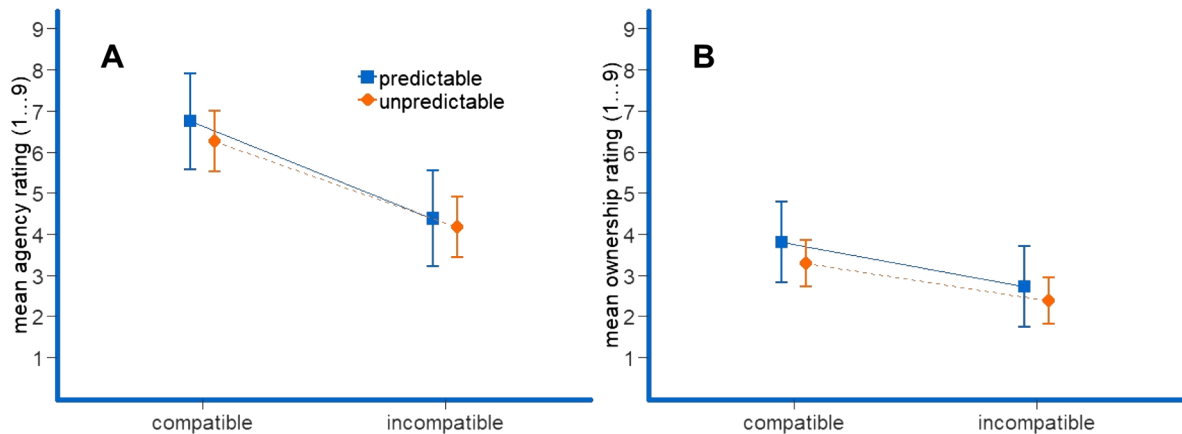 A
predictable
unpredictable
mean agency rating (1...9)
9
8
7
6
5
4
3
2
1
compatible
incompatible
B
mean ownership rating (1...9)
9
8
7
6
5
4
3
2
1
compatible
incompatible